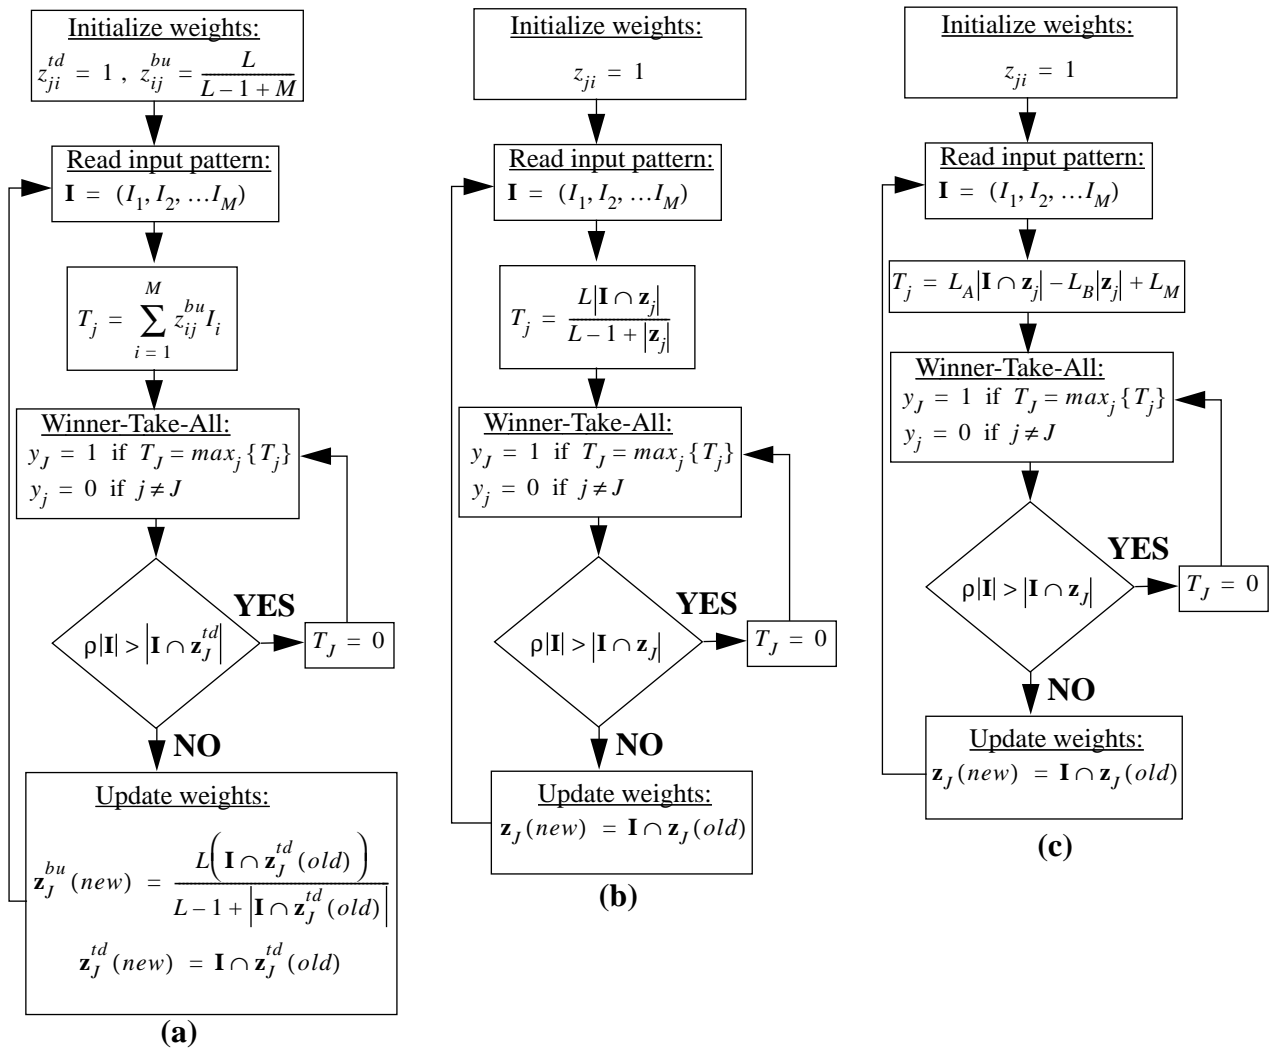 Initialize weights:
z_{ji}^{td} = 1 , z_{ij}^{bu} = \frac{L}{L - 1 + M}
Read input pattern:
I = (I_1, I_2, …I_M)
T_j = \sum_{i = 1}^{M} z_{ij}^{bu} I_i
Winner-Take-All:
y_J = 1 if T_J = max_j {T_j}
y_j = 0 if j ≠ J
ρ|I| > |I ∩ z_J^{td}|
YES
T_J = 0
NO
Update weights:
z_J^{bu}(new) = \frac{L(I ∩ z_J^{td}(old))}{L - 1 + |I ∩ z_J^{td}(old)|}
z_J^{td}(new) = I ∩ z_J^{td}(old)
(a)
Initialize weights:
z_{ji} = 1
Read input pattern:
I = (I_1, I_2, …I_M)
T_j = \frac{L|I ∩ z_j|}{L - 1 + |z_j|}
Winner-Take-All:
y_J = 1 if T_J = max_j {T_j}
y_j = 0 if j ≠ J
ρ|I| > |I ∩ z_J|
YES
T_J = 0
NO
Update weights:
z_J(new) = I ∩ z_J(old)
(b)
Initialize weights:
z_{ji} = 1
Read input pattern:
I = (I_1, I_2, …I_M)
T_j = L_A|I ∩ z_j| – L_B|z_j| + L_M
Winner-Take-All:
y_J = 1 if T_J = max_j {T_j}
y_j = 0 if j ≠ J
ρ|I| > |I ∩ z_J|
YES
T_J = 0
NO
Update weights:
z_J(new) = I ∩ z_J(old)
(c)